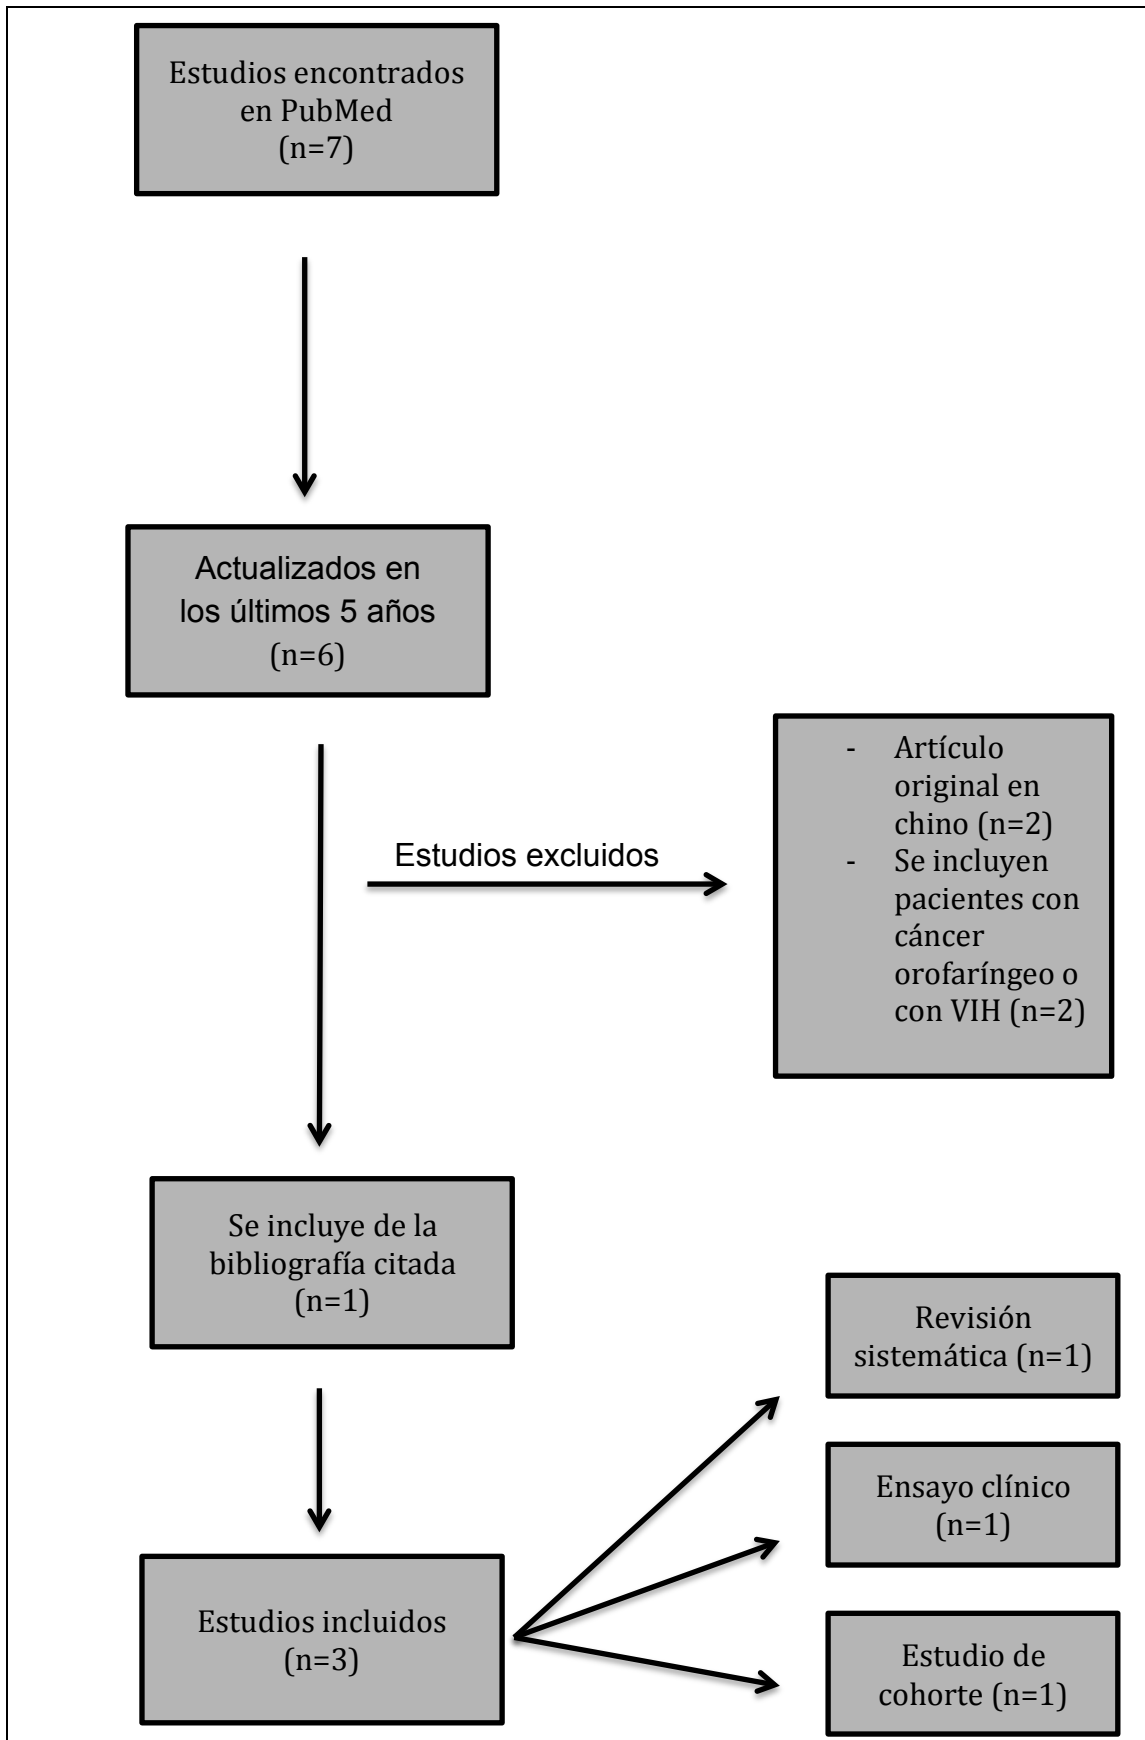 Estudios encontrados
en PubMed
(n=7)
Actualizados en
los últimos 5 años
(n=6)
Estudios excluidos
- Artículo
original en
chino (n=2)
- Se incluyen
pacientes con
cáncer
orofaríngeo o
con VIH (n=2)
Se incluye de la
bibliografía citada
(n=1)
Estudios incluidos
(n=3)
Revisión
sistemática (n=1)
Ensayo clínico
(n=1)
Estudio de
cohorte (n=1)